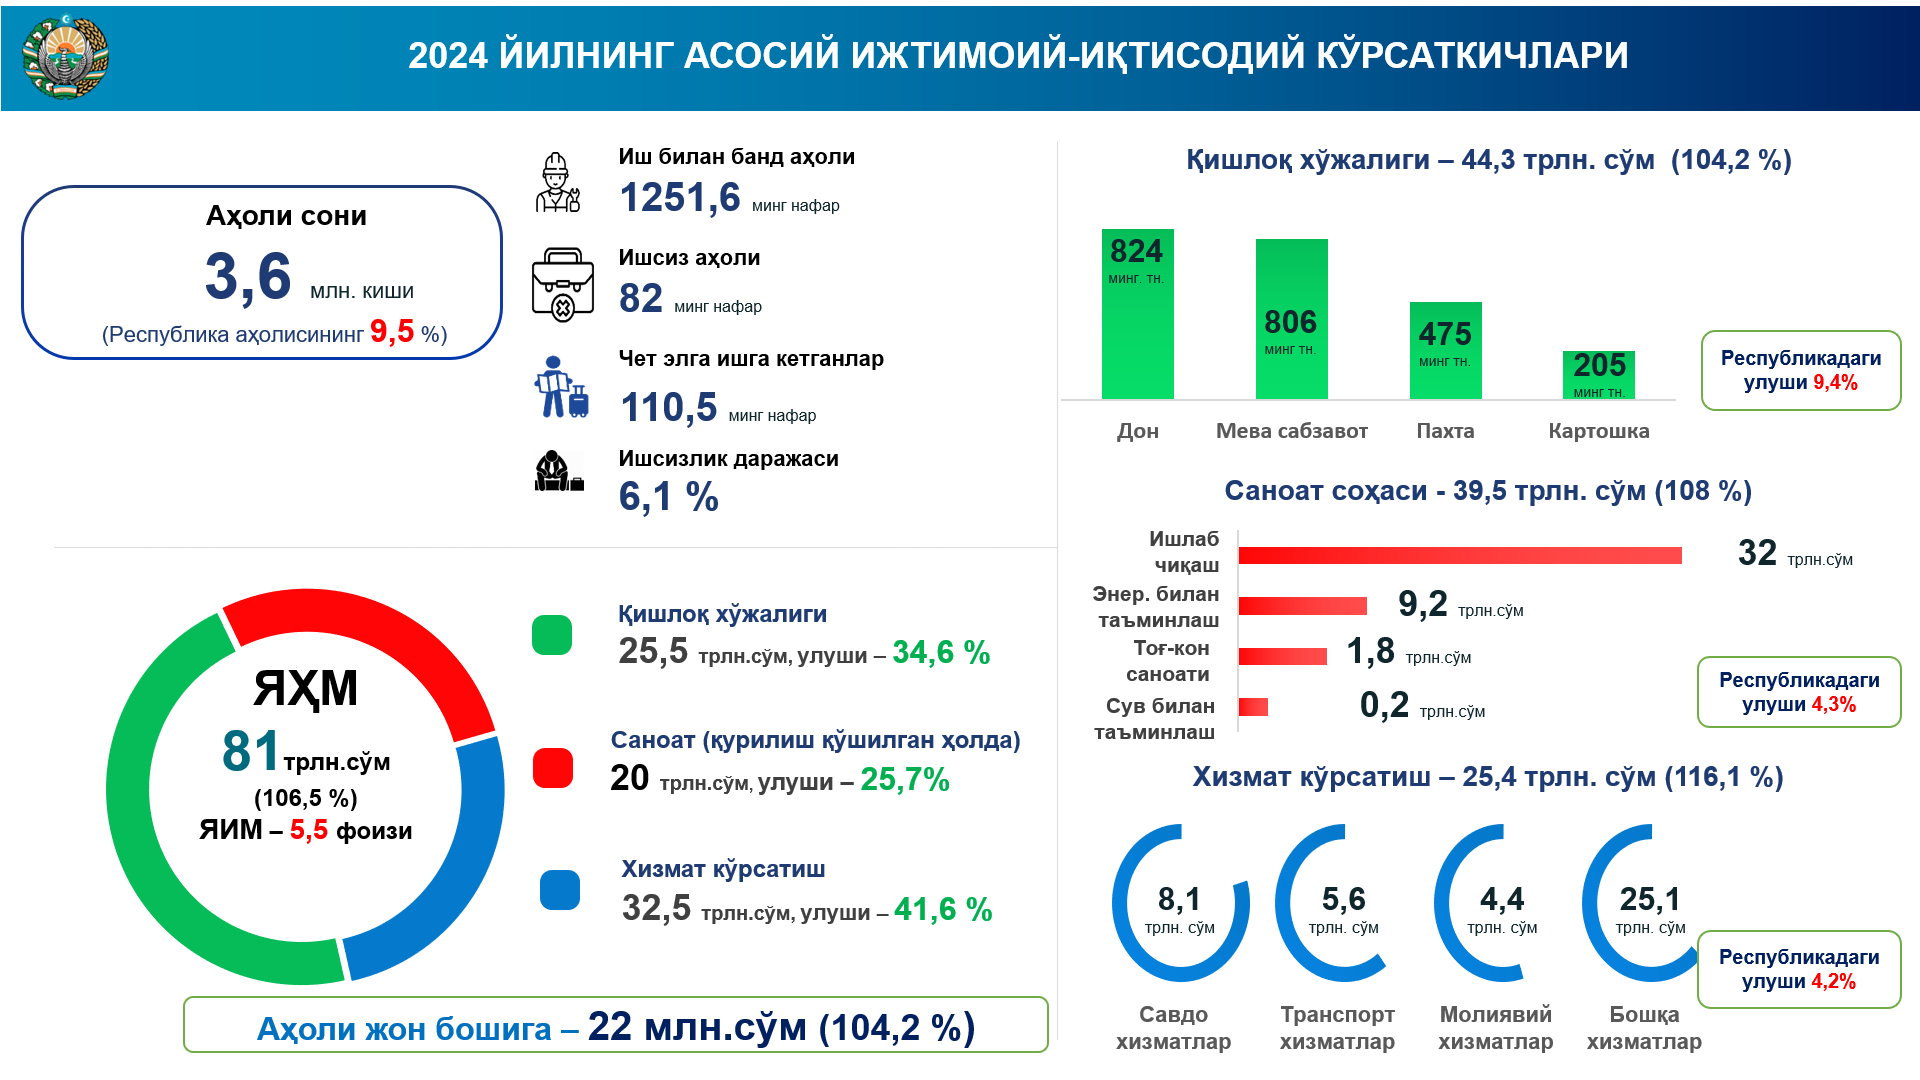 2024 ЙИЛНИНГ АСОСИЙ ИЖТИМОИЙ-ИҚТИСОДИЙ КЎРСАТКИЧЛАРИ
Аҳоли сони
3,6 млн. киши
(Республика аҳолисининг 9,5 %)
Иш билан банд аҳоли
1251,6 минг нафар
Ишсиз аҳоли
82 минг нафар
Чет элга ишга кетганлар
110,5 минг нафар
Ишсизлик даражаси
6,1 %
ЯҲМ
81 трлн.сўм
(106,5 %)
ЯИМ – 5,5 фоизи
Қишлоқ хўжалиги
25,5 трлн.сўм, улуши – 34,6 %
Саноат (қурилиш қўшилган ҳолда)
20 трлн.сўм, улуши – 25,7%
Хизмат кўрсатиш
32,5 трлн.сўм, улуши – 41,6 %
Аҳоли жон бошига – 22 млн.сўм (104,2 %)
Қишлоқ хўжалиги – 44,3 трлн. сўм (104,2 %)
824
минг. тн.
806
минг тн.
475
минг тн.
205
минг тн.
Дон
Мева сабзавот
Пахта
Картошка
Республикадаги
улуши 9,4%
Саноат соҳаси - 39,5 трлн. сўм (108 %)
Ишлаб
чиқаш
32 трлн.сўм
Энер. билан
таъминлаш
9,2 трлн.сўм
Тоғ-кон
саноати
1,8 трлн.сўм
Сув билан
таъминлаш
0,2 трлн.сўм
Республикадаги
улуши 4,3%
Хизмат кўрсатиш – 25,4 трлн. сўм (116,1 %)
8,1
трлн. сўм
5,6
трлн. сўм
4,4
трлн. сўм
25,1
трлн. сўм
Савдо
хизматлар
Транспорт
хизматлар
Молиявий
хизматлар
Бошқа
хизматлар
Республикадаги
улуши 4,2%